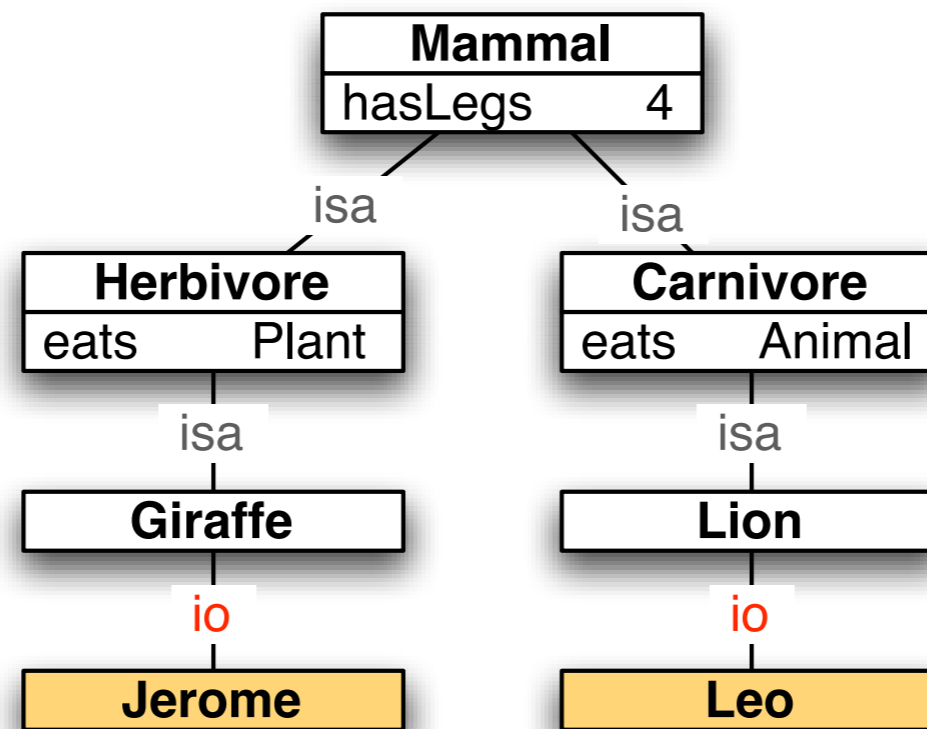 Mammal
hasLegs 4
isa isa
Herbivore Carnivore
eats Plant eats Animal
isa isa
Giraffe Lion
io io
Jerome Leo